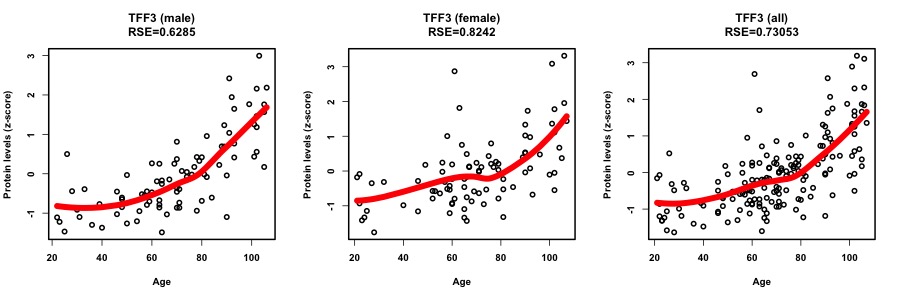 TFF3 (male)
RSE=0.6285
Protein levels (z-score)
3
2
1
0
-1
20 40 60 80 100
Age
TFF3 (female)
RSE=0.8242
Protein levels (z-score)
3
2
1
0
-1
20 40 60 80 100
Age
TFF3 (all)
RSE=0.73053
Protein levels (z-score)
3
2
1
0
-1
20 40 60 80 100
Age